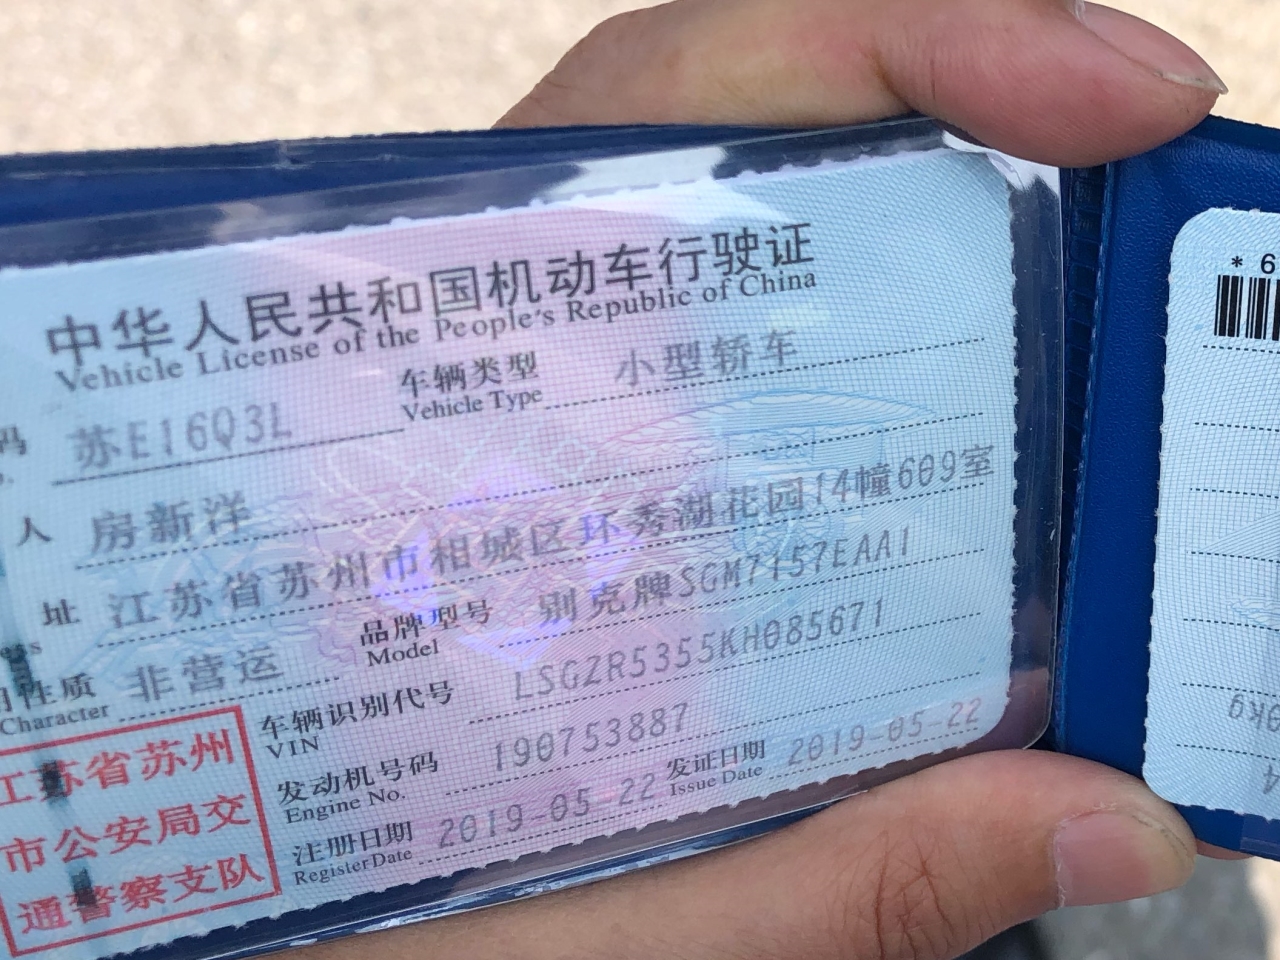 中华人民共和国机动车行驶证
Vehicle License of the People's Republic of China
码 苏E16Q3L 车辆类型 小型轿车
Vehicle Type
人 房新洋
址 江苏省苏州市相城区环秀湖花园14幢609室
性质 非营运 品牌型号 别克牌SGM7157EAA1
Character Model
车辆识别代号 LSGZR5355KH085671
VIN
发动机号码 190753887
Engine No.
注册日期 2019-05-22 发证日期 2019-05-22
Register Date Issue Date
江苏省苏州
市公安局交
通警察支队
* 6
kg